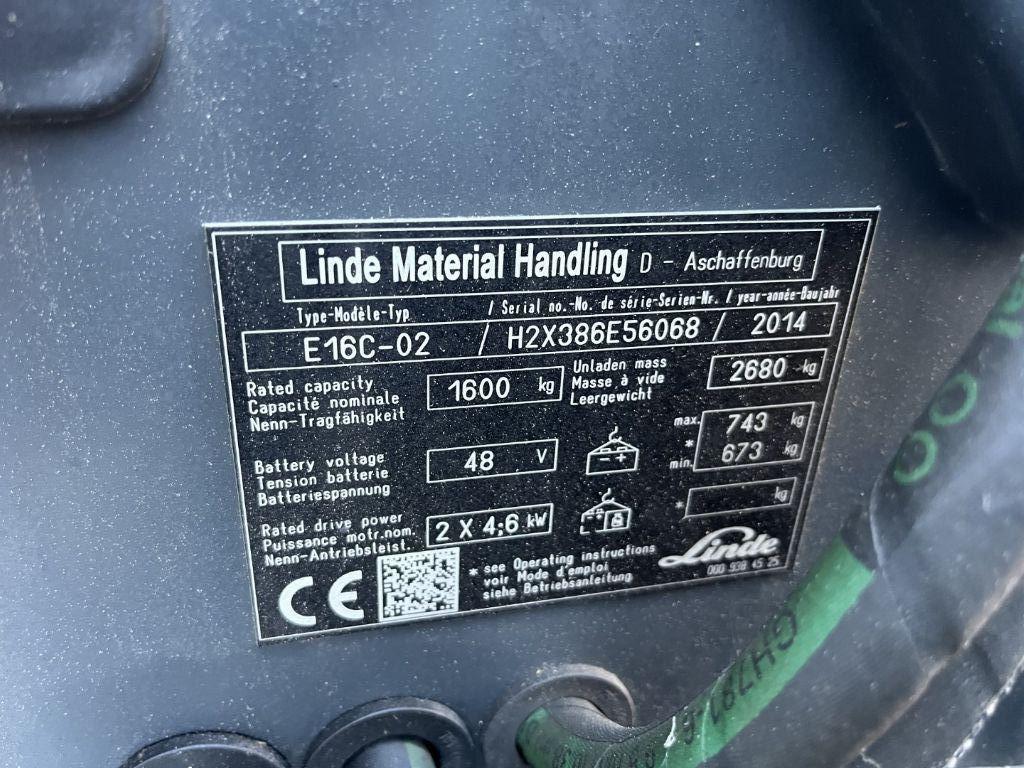 Linde Material Handling D - Aschaffenburg
Type-Modèle-Typ / Serial no.-No. de série-Serien-Nr. / year-année-Baujahr
E16C-02 / H2X386E56068 / 2014
Rated capacity
Capacité nominale
Nenn-Tragfähigkeit
1600 kg
Unladen mass
Masse à vide
Leergewicht
2680 kg
Battery voltage
Tension batterie
Batteriespannung
48 V
- +
max. 743 kg
*
min. 673 kg
Rated drive power
Puissance motr.nom.
Nenn-Antriebsleist.
2 X 4;6 kW
* kg
CE
* see Operating instructions
voir Mode d'emploi
siehe Betriebsanleitung
Linde
000 938 45 25